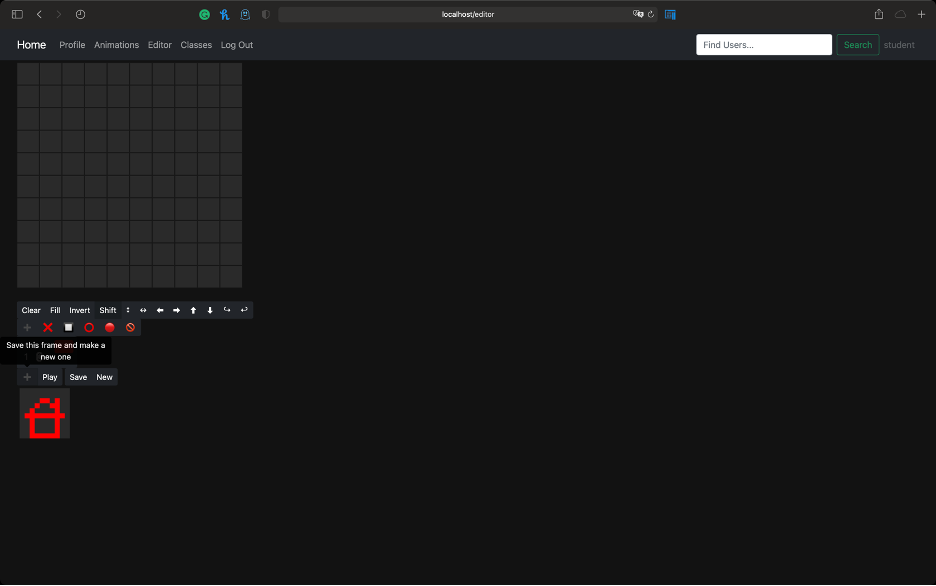 localhost/editor
Home Profile Animations Editor Classes Log Out Find Users... Search student
Clear Fill Invert Shift
Save this frame and make a
new one
Play Save New